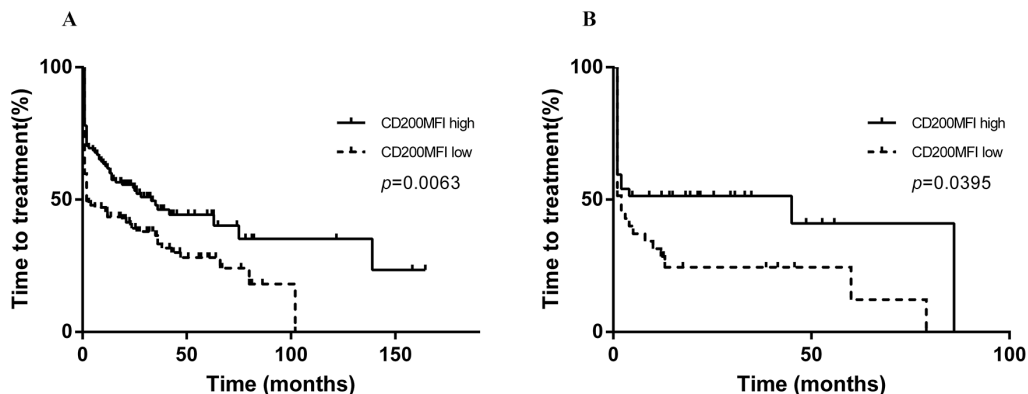 A
Time to treatment(%)
100
50
0
0
50
100
150
Time (months)
CD200MFI high
CD200MFI low
p=0.0063
B
Time to treatment(%)
100
50
0
0
50
100
Time (months)
CD200MFI high
CD200MFI low
p=0.0395